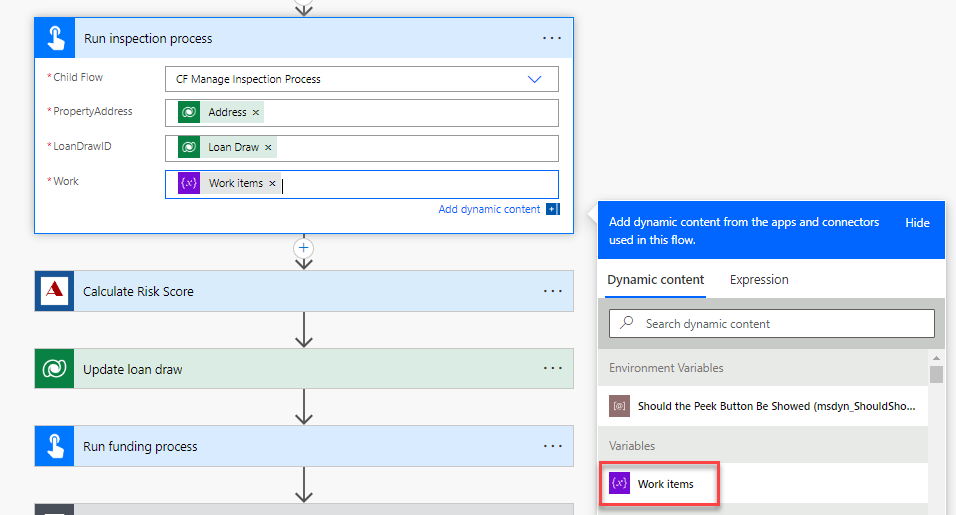 Run inspection process
* Child Flow
CF Manage Inspection Process
* PropertyAddress
Address ×
* LoanDrawID
Loan Draw ×
* Work
{x} Work items ×
Add dynamic content
Add dynamic content from the apps and connectors
used in this flow.
Hide
Dynamic content
Expression
Search dynamic content
Environment Variables
[@] Should the Peek Button Be Showed (msdyn_ShouldSho...
Variables
{x} Work items
Calculate Risk Score
Update loan draw
Run funding process